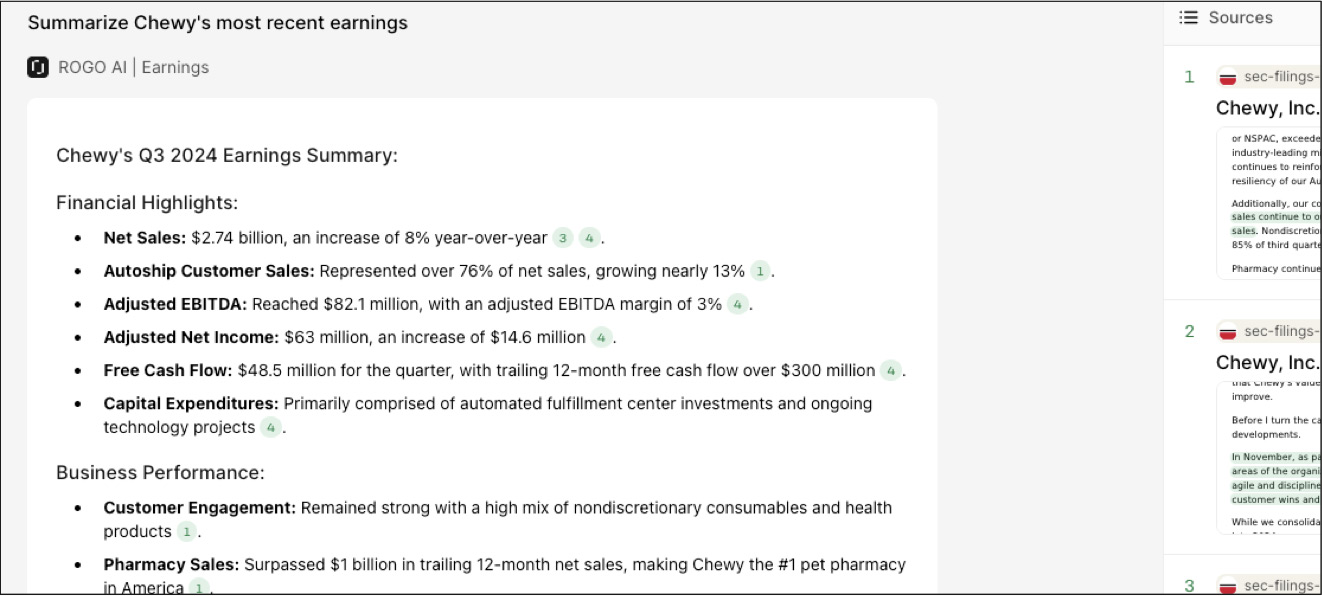 Summarize Chewy's most recent earnings
ROGO AI | Earnings
Chewy's Q3 2024 Earnings Summary:
Financial Highlights:
• Net Sales: $2.74 billion, an increase of 8% year-over-year 3 4 .
• Autoship Customer Sales: Represented over 76% of net sales, growing nearly 13% 1 .
• Adjusted EBITDA: Reached $82.1 million, with an adjusted EBITDA margin of 3% 4 .
• Adjusted Net Income: $63 million, an increase of $14.6 million 4 .
• Free Cash Flow: $48.5 million for the quarter, with trailing 12-month free cash flow over $300 million 4 .
• Capital Expenditures: Primarily comprised of automated fulfillment center investments and ongoing
technology projects 4 .
Business Performance:
• Customer Engagement: Remained strong with a high mix of nondiscretionary consumables and health
products 1 .
• Pharmacy Sales: Surpassed $1 billion in trailing 12-month net sales, making Chewy the #1 pet pharmacy
in America 1 .
Sources
1 sec-filings-
Chewy, Inc.
or NSPAC, exceede
industry-leading m
continues to reinfo
resiliency of our Au
Additionally, our co
sales continue to o
sales. Nondiscretio
85% of third quarte
Pharmacy continue
2 sec-filings-
Chewy, Inc.
that Chewy's value
improve.
Before I turn the ca
developments.
In November, as pa
areas of the organi
agile and discipline
customer wins and
While we consolida
3 sec-filings-